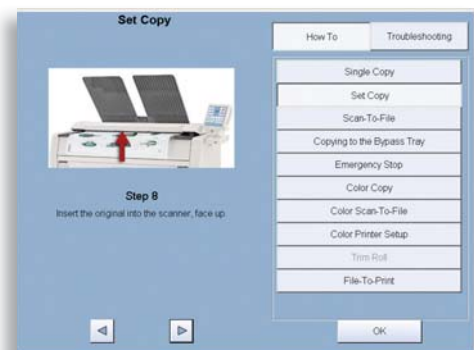 Set Copy
Step 8
Insert the original into the scanner, face up.
How To
Troubleshooting
Single Copy
Set Copy
Scan-To-File
Copying to the Bypass Tray
Emergency Stop
Color Copy
Color Scan-To-File
Color Printer Setup
Trim Roll
File-To-Print
OK